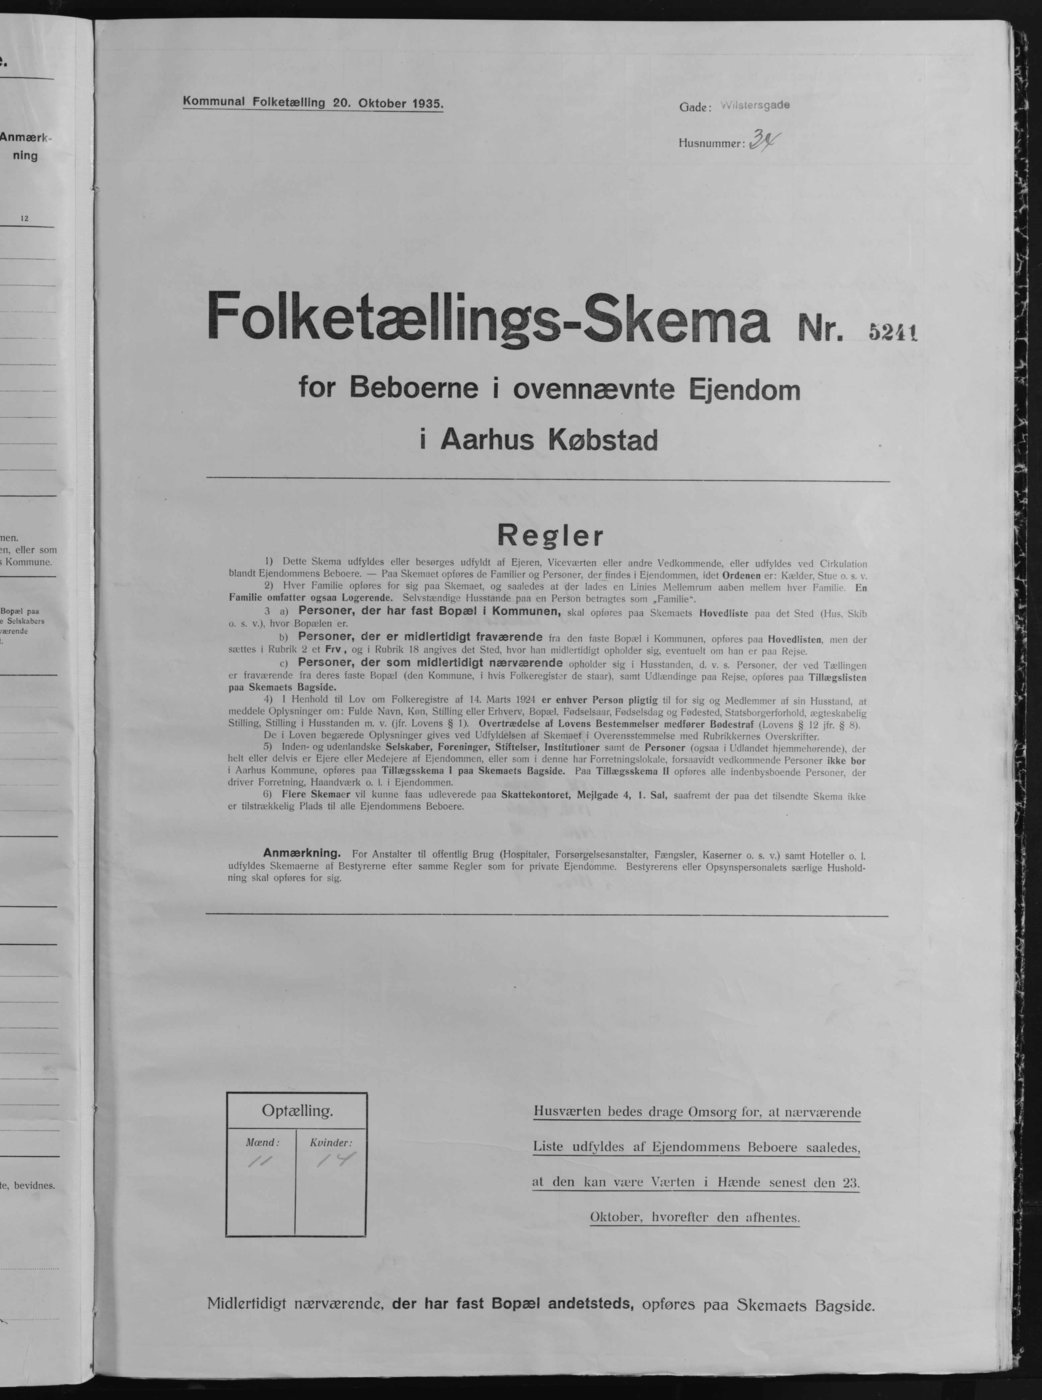 e.
Anmærk-
ning
12
men.
en, eller som
s Kommune.
Bopæl paa
e Selskabers
værende
l.
te, bevidnes.
Kommunal Folketælling 20. Oktober 1935.
Gade: Wilstersgade
Husnummer: 34
Folketællings-Skema Nr. 5241
for Beboerne i ovennævnte Ejendom
i Aarhus Købstad
Regler
1) Dette Skema udfyldes eller besørges udfyldt af Ejeren, Viceværten eller andre Vedkommende, eller udfyldes ved Cirkulation
blandt Ejendommens Beboere. — Paa Skemaet opføres de Familier og Personer, der findes i Ejendommen, idet Ordenen er: Kælder, Stue o. s. v.
2) Hver Familie opføres for sig paa Skemaet, og saaledes at der lades en Linies Mellemrum aaben mellem hver Familie. En
Familie omfatter ogsaa Logerende. Selvstændige Husstande paa en Person betragtes som „Familie“.
3 a) Personer, der har fast Bopæl i Kommunen, skal opføres paa Skemaets Hovedliste paa det Sted (Hus, Skib
o. s. v.), hvor Bopælen er.
b) Personer, der er midlertidigt fraværende fra den faste Bopæl i Kommunen, opføres paa Hovedlisten, men der
sættes i Rubrik 2 et Frv., og i Rubrik 18 angives det Sted, hvor han midlertidigt opholder sig, eventuelt om han er paa Rejse.
c) Personer, der som midlertidigt nærværende opholder sig i Husstanden, d. v. s. Personer, der ved Tællingen
er fraværende fra deres faste Bopæl (den Kommune, i hvis Folkeregister de staar), samt Udlændinge paa Rejse, opføres paa Tillægslisten
paa Skemaets Bagside.
4) I Henhold til Lov om Folkeregistre af 14. Marts 1924 er enhver Person pligtig til for sig og Medlemmer af sin Husstand, at
meddele Oplysninger om: Fulde Navn, Køn, Stilling eller Erhverv, Bopæl, Fødselsaar, Fødselsdag og Fødested, Statsborgerforhold, ægteskabelig
Stilling, Stilling i Husstanden m. v. (jfr. Lovens § 1). Overtrædelse af Lovens Bestemmelser medfører Bødestraf (Lovens § 12 jfr. § 8).
De i Loven begærede Oplysninger gives ved Udfyldelsen af Skemaet i Overensstemmelse med Rubrikkernes Overskrifter.
5) Inden- og udenlandske Selskaber, Foreninger, Stiftelser, Institutioner samt de Personer (ogsaa i Udlandet hjemmehørende), der
helt eller delvis er Ejere eller Medejere af Ejendommen, eller som i denne har Forretningslokale, forsaavidt vedkommende Personer ikke bor
i Aarhus Kommune, opføres paa Tillægsskema I paa Skemaets Bagside. Paa Tillægsskema II opføres alle indenbysboende Personer, der
driver Forretning, Haandværk o. l. i Ejendommen.
6) Flere Skemaer vil kunne faas udleverede paa Skattekontoret, Mejlgade 4, 1. Sal, saafremt der paa det tilsendte Skema ikke
er tilstrækkelig Plads til alle Ejendommens Beboere.
Anmærkning. For Anstalter til offentlig Brug (Hospitaler, Forsørgelsesanstalter, Fængsler, Kaserner o. s. v.) samt Hoteller o. l.
udfyldes Skemaerne af Bestyrerne efter samme Regler som for private Ejendomme. Bestyrerens eller Opsynspersonalets særlige Hushold-
ning skal opføres for sig.
Optælling.
Mænd: Kvinder:
11 14
Husværten bedes drage Omsorg for, at nærværende
Liste udfyldes af Ejendommens Beboere saaledes,
at den kan være Værten i Hænde senest den 23.
Oktober, hvorefter den afhentes.
Midlertidigt nærværende, der har fast Bopæl andetsteds, opføres paa Skemaets Bagside.